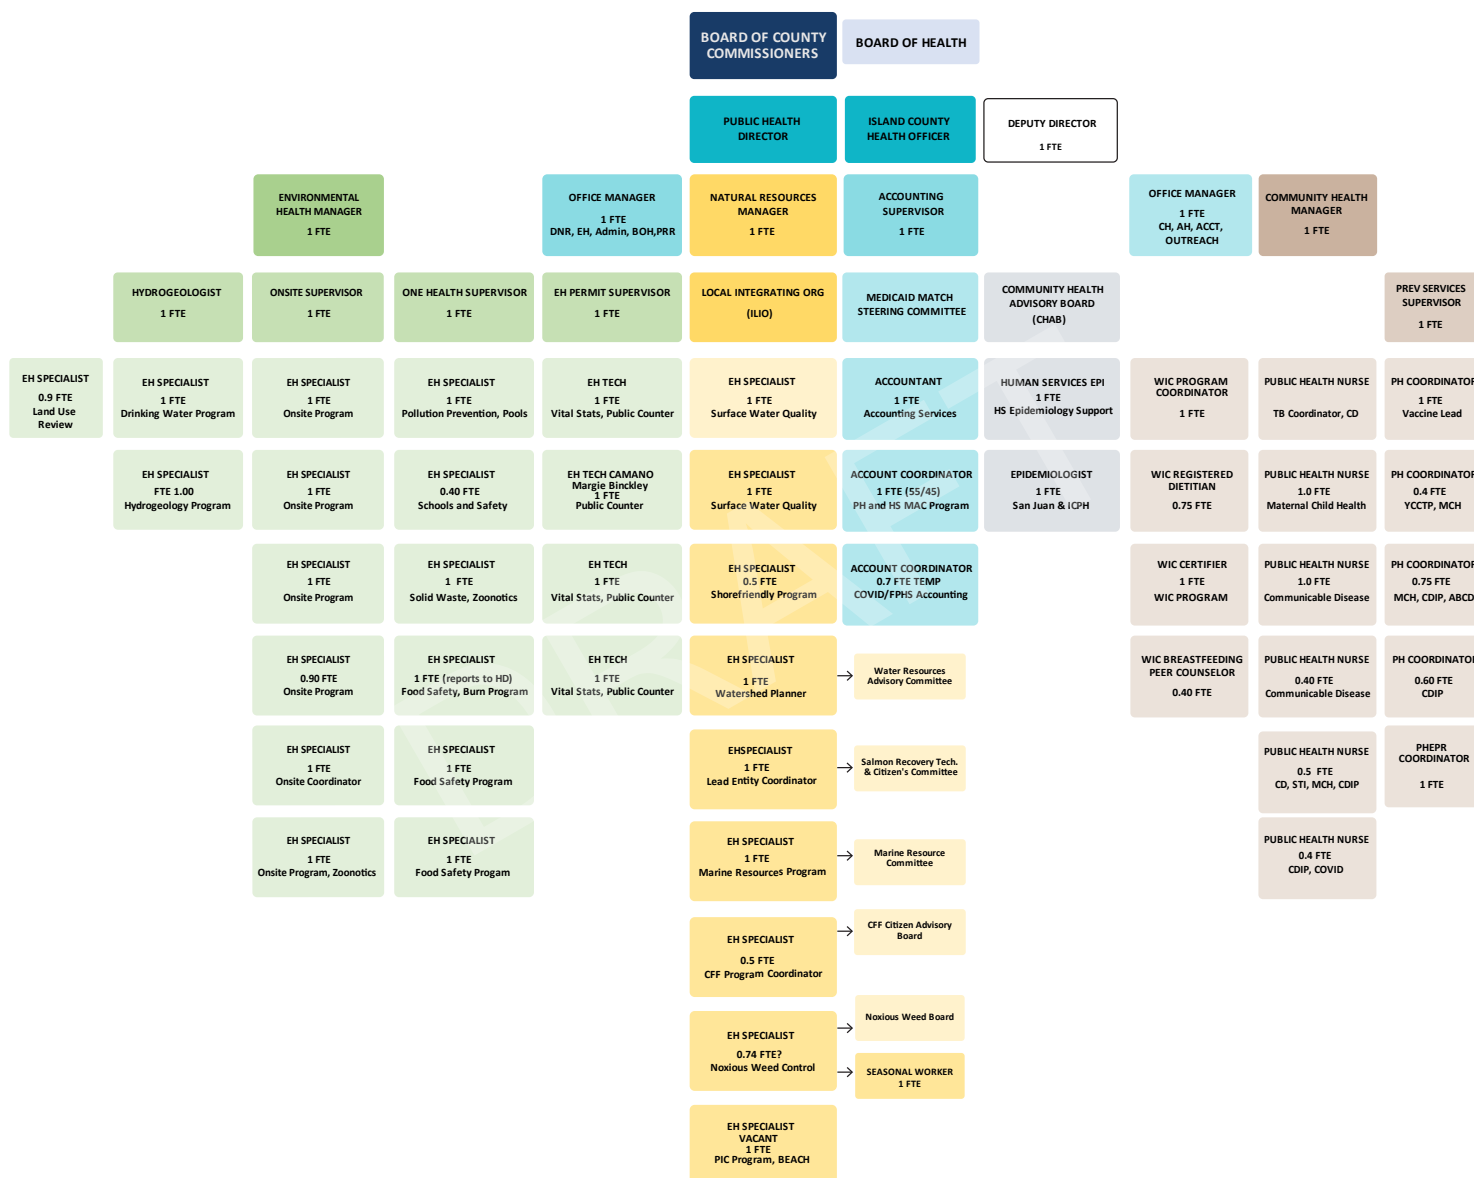 BOARD OF COUNTY
COMMISSIONERS
BOARD OF HEALTH
PUBLIC HEALTH
DIRECTOR
ISLAND COUNTY
HEALTH OFFICER
DEPUTY DIRECTOR
1 FTE
ENVIRONMENTAL
HEALTH MANAGER
1 FTE
OFFICE MANAGER
1 FTE
DNR, EH, Admin, BOH,PRR
NATURAL RESOURCES
MANAGER
1 FTE
ACCOUNTING
SUPERVISOR
1 FTE
OFFICE MANAGER
1 FTE
CH, AH, ACCT,
OUTREACH
COMMUNITY HEALTH
MANAGER
1 FTE
HYDROGEOLOGIST
1 FTE
ONSITE SUPERVISOR
1 FTE
ONE HEALTH SUPERVISOR
1 FTE
EH PERMIT SUPERVISOR
1 FTE
LOCAL INTEGRATING ORG
(ILIO)
MEDICAID MATCH
STEERING COMMITTEE
COMMUNITY HEALTH
ADVISORY BOARD
(CHAB)
PREV SERVICES
SUPERVISOR
1 FTE
EH SPECIALIST
0.9 FTE
Land Use
Review
EH SPECIALIST
1 FTE
Drinking Water Program
EH SPECIALIST
1 FTE
Onsite Program
EH SPECIALIST
1 FTE
Pollution Prevention, Pools
EH TECH
1 FTE
Vital Stats, Public Counter
EH SPECIALIST
1 FTE
Surface Water Quality
ACCOUNTANT
1 FTE
Accounting Services
HUMAN SERVICES EPI
1 FTE
HS Epidemiology Support
WIC PROGRAM
COORDINATOR
1 FTE
PUBLIC HEALTH NURSE
TB Coordinator, CD
PH COORDINATOR
1 FTE
Vaccine Lead
EH SPECIALIST
FTE 1.00
Hydrogeology Program
EH SPECIALIST
1 FTE
Onsite Program
EH SPECIALIST
0.40 FTE
Schools and Safety
EH TECH CAMANO
Margie Binckley
1 FTE
Public Counter
EH SPECIALIST
1 FTE
Surface Water Quality
ACCOUNT COORDINATOR
1 FTE (55/45)
PH and HS MAC Program
EPIDEMIOLOGIST
1 FTE
San Juan & ICPH
WIC REGISTERED
DIETITIAN
0.75 FTE
PUBLIC HEALTH NURSE
1.0 FTE
Maternal Child Health
PH COORDINATOR
0.4 FTE
YCCTP, MCH
EH SPECIALIST
1 FTE
Onsite Program
EH SPECIALIST
1 FTE
Solid Waste, Zoonotics
EH TECH
1 FTE
Vital Stats, Public Counter
EH SPECIALIST
0.5 FTE
Shorefriendly Program
ACCOUNT COORDINATOR
0.7 FTE TEMP
COVID/FPHS Accounting
WIC CERTIFIER
1 FTE
WIC PROGRAM
PUBLIC HEALTH NURSE
1.0 FTE
Communicable Disease
PH COORDINATOR
0.75 FTE
MCH, CDIP, ABCD
EH SPECIALIST
0.90 FTE
Onsite Program
EH SPECIALIST
1 FTE (reports to HD)
Food Safety, Burn Program
EH TECH
1 FTE
Vital Stats, Public Counter
EH SPECIALIST
1 FTE
Watershed Planner
Water Resources
Advisory Committee
WIC BREASTFEEDING
PEER COUNSELOR
0.40 FTE
PUBLIC HEALTH NURSE
0.40 FTE
Communicable Disease
PH COORDINATOR
0.60 FTE
CDIP
EH SPECIALIST
1 FTE
Onsite Coordinator
EH SPECIALIST
1 FTE
Food Safety Program
EHSPECIALIST
1 FTE
Lead Entity Coordinator
Salmon Recovery Tech.
& Citizen's Committee
PUBLIC HEALTH NURSE
0.5 FTE
CD, STI, MCH, CDIP
PHEPR
COORDINATOR
1 FTE
EH SPECIALIST
1 FTE
Onsite Program, Zoonotics
EH SPECIALIST
1 FTE
Food Safety Progam
EH SPECIALIST
1 FTE
Marine Resources Program
Marine Resource
Committee
PUBLIC HEALTH NURSE
0.4 FTE
CDIP, COVID
EH SPECIALIST
0.5 FTE
CFF Program Coordinator
CFF Citizen Advisory
Board
EH SPECIALIST
0.74 FTE?
Noxious Weed Control
Noxious Weed Board
SEASONAL WORKER
1 FTE
EH SPECIALIST
VACANT
1 FTE
PIC Program, BEACH
DRAFT